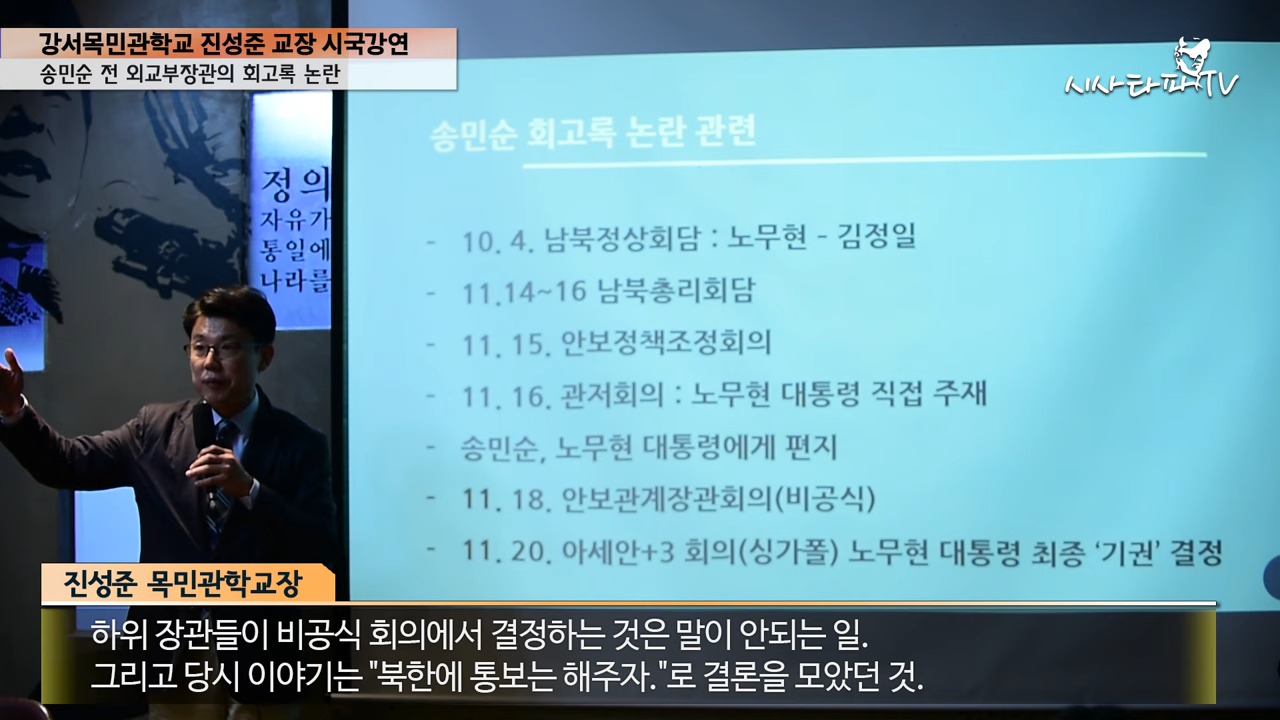 강서목민관학교 진성준 교장 시국강연
송민순 전 외교부장관의 회고록 논란
시사타파TV
정의
자유가
통일에
나라를
송민순 회고록 논란 관련
- 10. 4. 남북정상회담 : 노무현 - 김정일
- 11.14~16 남북총리회담
- 11. 15. 안보정책조정회의
- 11. 16. 관저회의 : 노무현 대통령 직접 주재
- 송민순, 노무현 대통령에게 편지
- 11. 18. 안보관계장관회의(비공식)
- 11. 20. 아세안+3 회의(싱가폴) 노무현 대통령 최종 ‘기권’ 결정
진성준 목민관학교장
하위 장관들이 비공식 회의에서 결정하는 것은 말이 안되는 일.
그리고 당시 이야기는 "북한에 통보는 해주자."로 결론을 모았던 것.